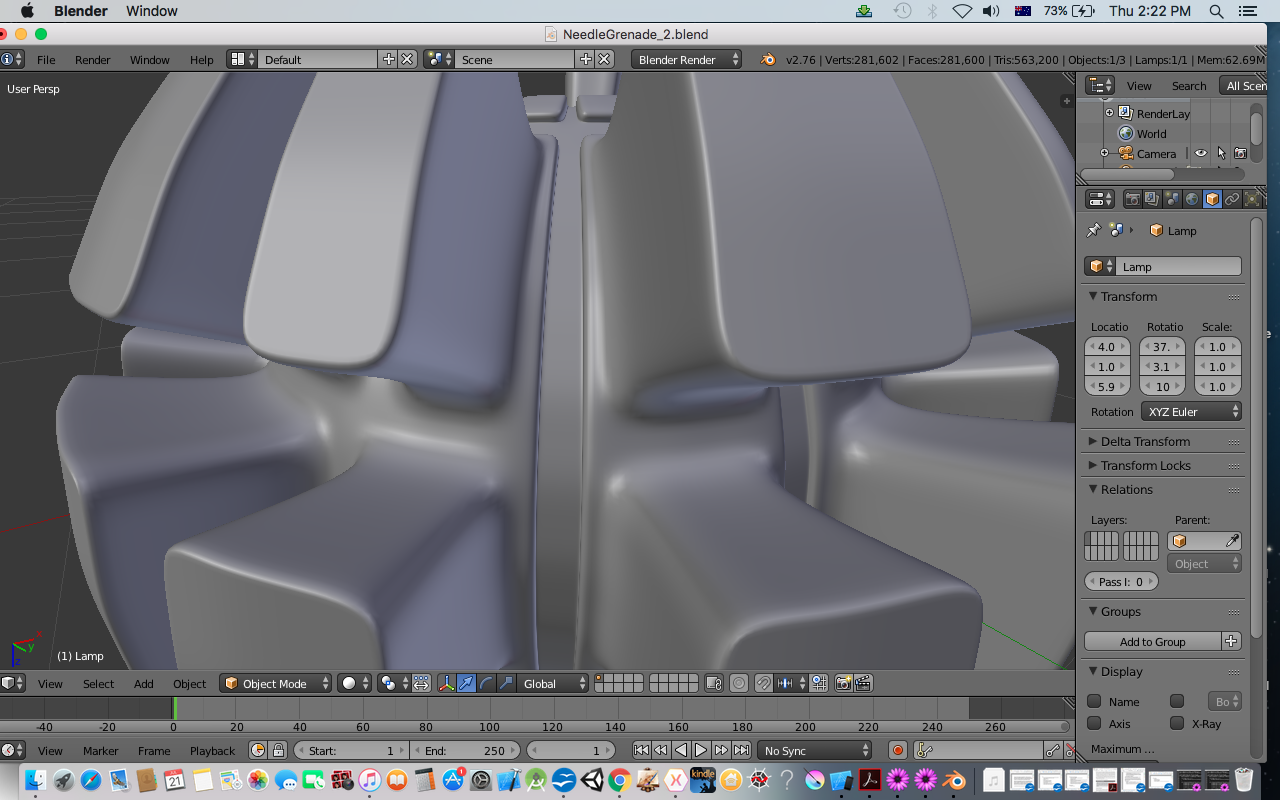 Blender Window 73% Thu 2:22 PM
NeedleGrenade_2.blend
File Render Window Help Default Scene Blender Render v2.76 | Verts:281,602 | Faces:281,600 | Tris:563,200 | Objects:1/3 | Lamps:1/1 | Mem:62.69M
User Persp
View Search All Scen
RenderLay
World
Camera
Lamp
Lamp
Transform
Locatio Rotatio Scale:
4.0 37. 1.0
1.0 3.1 1.0
5.9 10 1.0
Rotation XYZ Euler
Delta Transform
Transform Locks
Relations
Layers: Parent:
Object
Pass I: 0
Groups
Add to Group
Display
Name Bo
Axis X-Ray
Maximum ...
x
y
z
(1) Lamp
View Select Add Object Object Mode Global
-40 -20 0 20 40 60 80 100 120 140 160 180 200 220 240 260
View Marker Frame Playback Start: 1 End: 250 1 No Sync
21
kindle